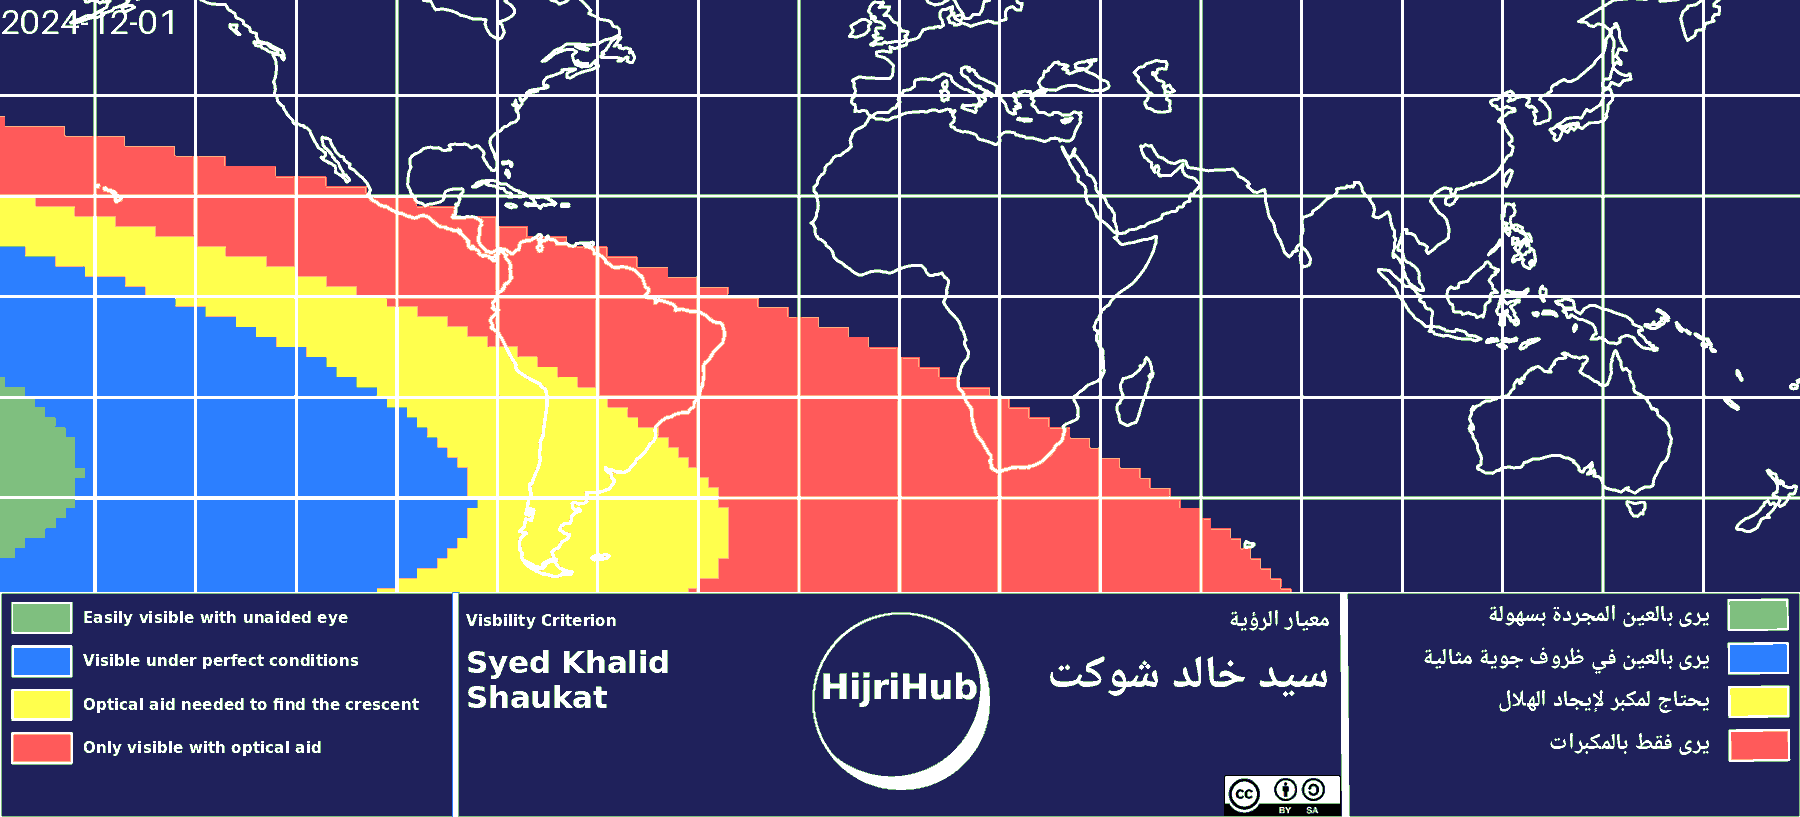 2024-12-01
Easily visible with unaided eye
Visible under perfect conditions
Optical aid needed to find the crescent
Only visible with optical aid
Visbility Criterion
Syed Khalid
Shaukat
HijriHub
معيار الرؤية
سيد خالد شوكت
cc
BY SA
يرى بالعين المجردة بسهولة
يرى بالعين في ظروف جوية مثالية
يحتاج لمكبر لإيجاد الهلال
يرى فقط بالمكبرات